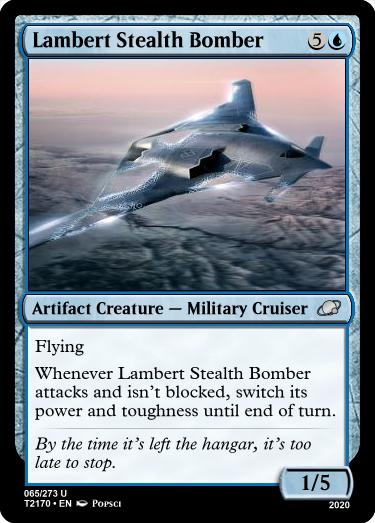 Lambert Stealth Bomber 5
Artifact Creature — Military Cruiser
Flying
Whenever Lambert Stealth Bomber
attacks and isn't blocked, switch its
power and toughness until end of turn.
By the time it's left the hangar, it's too
late to stop.
1/5
065/273 U
T2170 • EN Popsci
2020